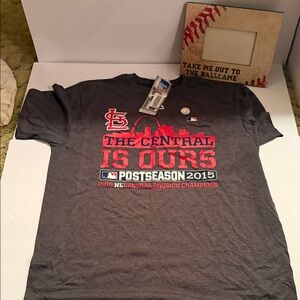 TAKE ME OUT TO
THE BALLGAME
STL
THE CENTRAL
IS OURS
POSTSEASON 2015
2015 NL CENTRAL DIVISION CHAMPIONS